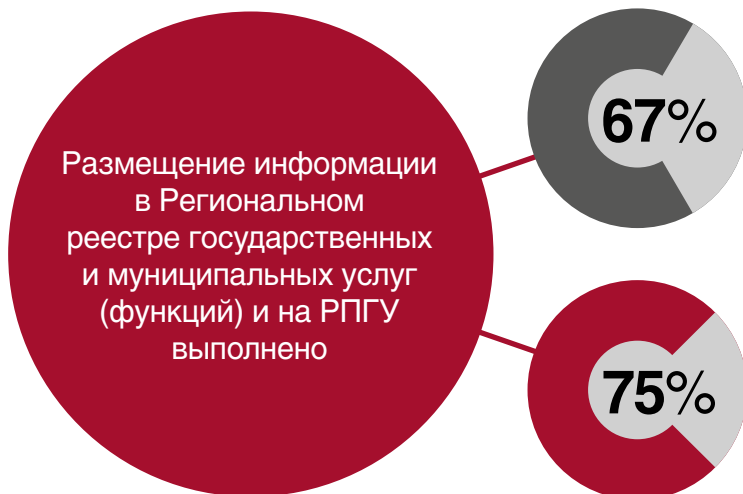 Размещение информации
в Региональном
реестре государственных
и муниципальных услуг
(функций) и на РПГУ
выполнено
67%
75%